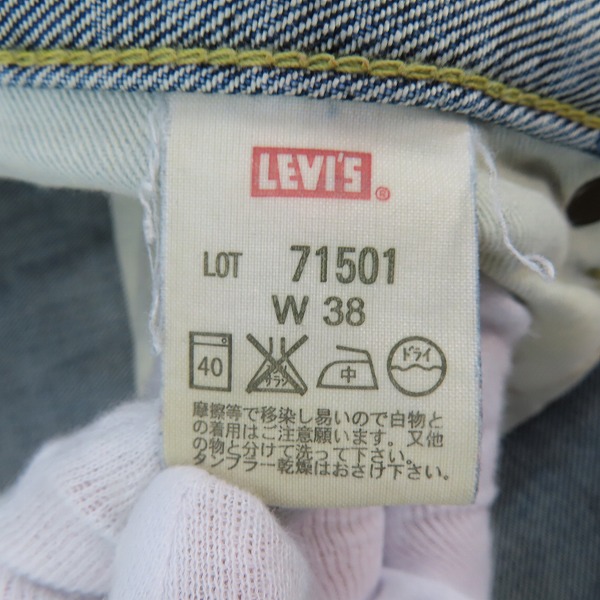 LEVI'S ®
LOT 71501
W 38
40 サラシ 中 ドライ
摩擦等で移染し易いので白物と
の着用はご注意願います。又他
の物と分けて洗って下さい。
タンブラー乾燥はおさけ下さい。